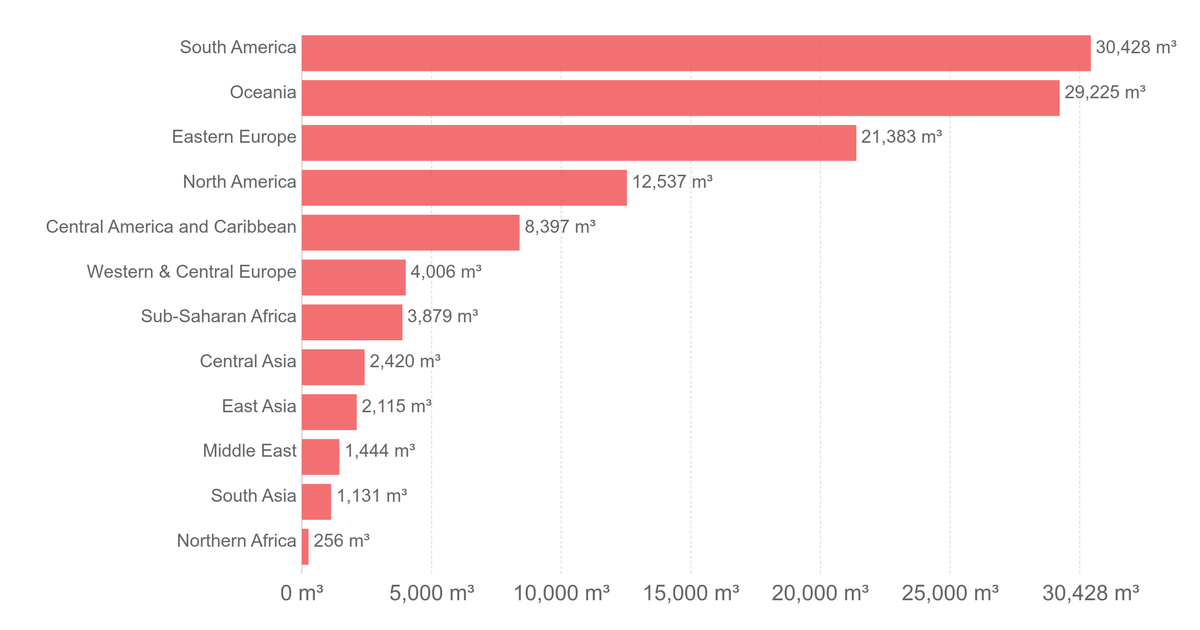 South America 30,428 m³
Oceania 29,225 m³
Eastern Europe 21,383 m³
North America 12,537 m³
Central America and Caribbean 8,397 m³
Western & Central Europe 4,006 m³
Sub-Saharan Africa 3,879 m³
Central Asia 2,420 m³
East Asia 2,115 m³
Middle East 1,444 m³
South Asia 1,131 m³
Northern Africa 256 m³
0 m³ 5,000 m³ 10,000 m³ 15,000 m³ 20,000 m³ 25,000 m³ 30,428 m³